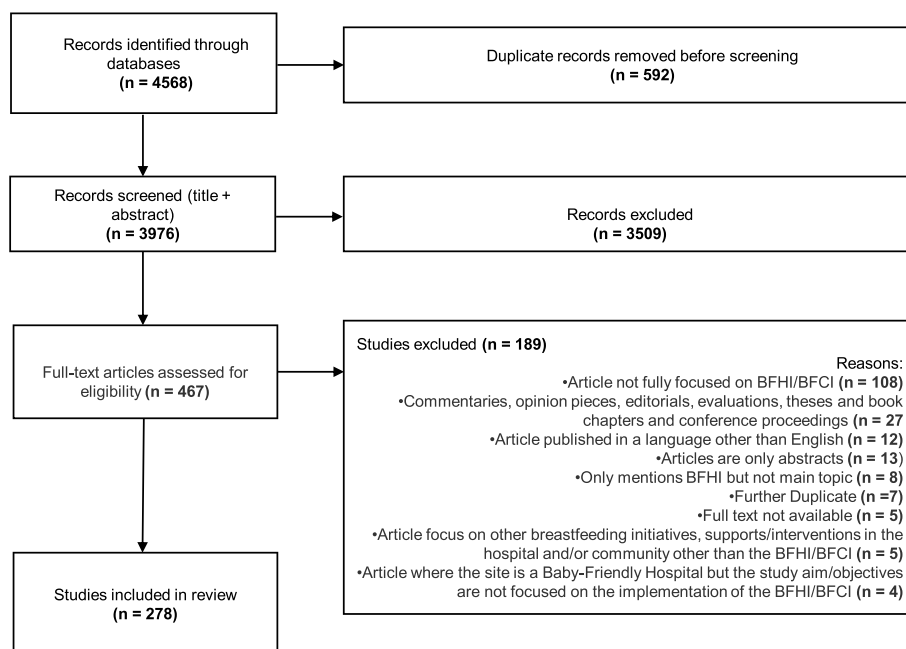 Records identified through
databases
(n = 4568)
Duplicate records removed before screening
(n = 592)
Records screened (title +
abstract)
(n = 3976)
Records excluded
(n = 3509)
Full-text articles assessed for
eligibility (n = 467)
Studies excluded (n = 189)
Reasons:
•Article not fully focused on BFHI/BFCI (n = 108)
•Commentaries, opinion pieces, editorials, evaluations, theses and book
chapters and conference proceedings (n = 27
•Article published in a language other than English (n = 12)
•Articles are only abstracts (n = 13)
•Only mentions BFHI but not main topic (n = 8)
•Further Duplicate (n =7)
•Full text not available (n = 5)
•Article focus on other breastfeeding initiatives, supports/interventions in the
hospital and/or community other than the BFHI/BFCI (n = 5)
•Article where the site is a Baby-Friendly Hospital but the study aim/objectives
are not focused on the implementation of the BFHI/BFCI (n = 4)
Studies included in review
(n = 278)